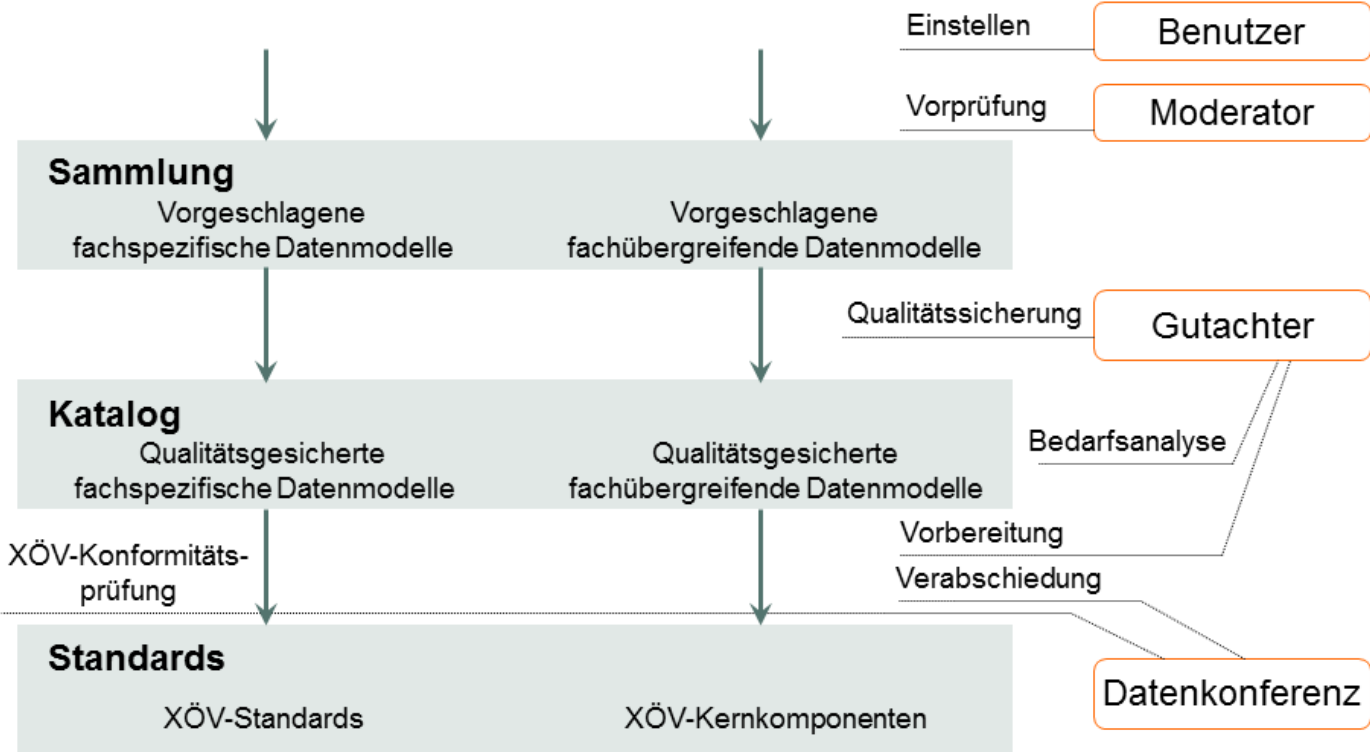 Einstellen
Benutzer
Vorprüfung
Moderator
Sammlung
Vorgeschlagene
fachspezifische Datenmodelle
Vorgeschlagene
fachübergreifende Datenmodelle
Qualitätssicherung
Gutachter
Katalog
Qualitätsgesicherte
fachspezifische Datenmodelle
Qualitätsgesicherte
fachübergreifende Datenmodelle
Bedarfsanalyse
Vorbereitung
XÖV-Konformitäts-
prüfung
Verabschiedung
Standards
XÖV-Standards
XÖV-Kernkomponenten
Datenkonferenz